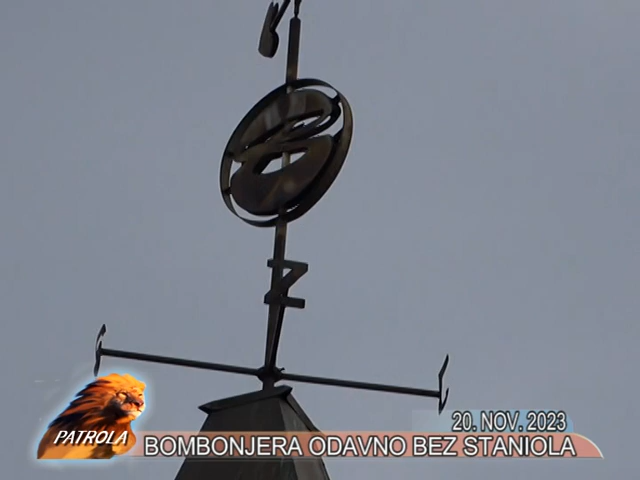 Z
20. NOV. 2023
PATROLA
BOMBONJERA ODAVNO BEZ STANIOLA